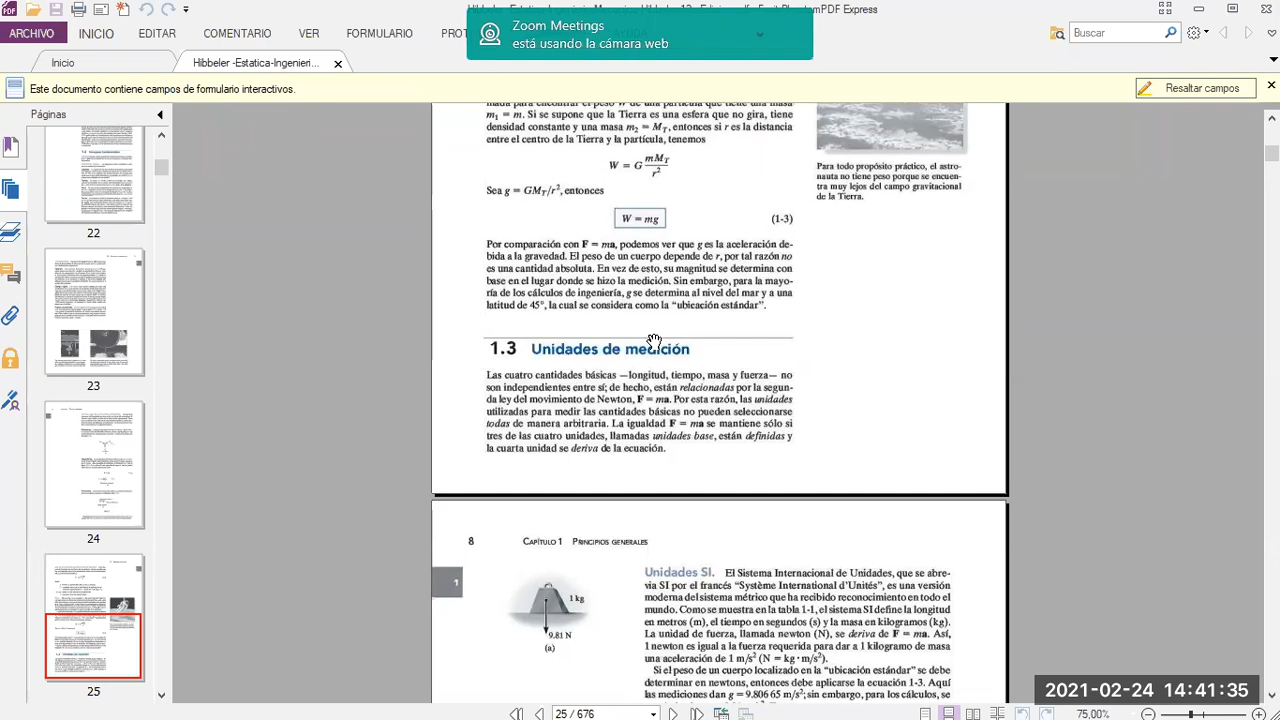 Hibbeler -Estatica-Ingenieria Mecanica- Hibbeler 12a Edicion.pdf - Foxit PhantomPDF Express
Zoom Meetings
está usando la cámara web
ARCHIVO INICIO EDITAR COMENTARIO VER FORMULARIO AYUDA
Buscar
Inicio
Hibbeler -Estatica-Ingenieri...
Este documento contiene campos de formulario interactivos.
Resaltar campos
Páginas
22
23
24
25
mada para encontrar el peso W de una partícula que tiene una masa
m₁ = m. Si se supone que la Tierra es una esfera que no gira, tiene
densidad constante y una masa m₂ = M_T, entonces si r es la distancia
entre el centro de la Tierra y la partícula, tenemos
W = G mM_T / r²
Sea g = GM_T/r², entonces
W = mg (1-3)
Por comparación con F = ma, podemos ver que g es la aceleración de-
bida a la gravedad. El peso de un cuerpo depende de r, por tal razón no
es una cantidad absoluta. En vez de esto, su magnitud se determina con
base en el lugar donde se hizo la medición. Sin embargo, para la mayo-
ría de los cálculos de ingeniería, g se determina al nivel del mar y a una
latitud de 45°, la cual se considera como la “ubicación estándar”.
Para todo propósito práctico, el astro-
nauta no tiene peso porque se encuen-
tra muy lejos del campo gravitacional
de la Tierra.
1.3 Unidades de medición
Las cuatro cantidades básicas —longitud, tiempo, masa y fuerza— no
son independientes entre sí; de hecho, están relacionadas por la segun-
da ley del movimiento de Newton, F = ma. Por esta razón, las unidades
utilizadas para medir las cantidades básicas no pueden seleccionarse
todas de manera arbitraria. La igualdad F = ma se mantiene sólo si
tres de las cuatro unidades, llamadas unidades base, están definidas y
la cuarta unidad se deriva de la ecuación.
8 CAPÍTULO 1 PRINCIPIOS GENERALES
1
1 kg
9.81 N
(a)
Unidades SI. El Sistema Internacional de Unidades, que se abre-
via SI por el francés “Système International d’Unités”, es una versión
moderna del sistema métrico que ha recibido reconocimiento en todo el
mundo. Como se muestra en la tabla 1-1, el sistema SI define la longitud
en metros (m), el tiempo en segundos (s) y la masa en kilogramos (kg).
La unidad de fuerza, llamada newton (N), se deriva de F = ma. Así,
1 newton es igual a la fuerza requerida para dar a 1 kilogramo de masa
una aceleración de 1 m/s² (N = kg · m/s²).
Si el peso de un cuerpo localizado en la “ubicación estándar” se debe
determinar en newtons, entonces debe aplicarse la ecuación 1-3. Aquí
las mediciones dan g = 9.806 65 m/s²; sin embargo, para los cálculos, se
2021-02-24 14:41:35
25 / 676
75,00%